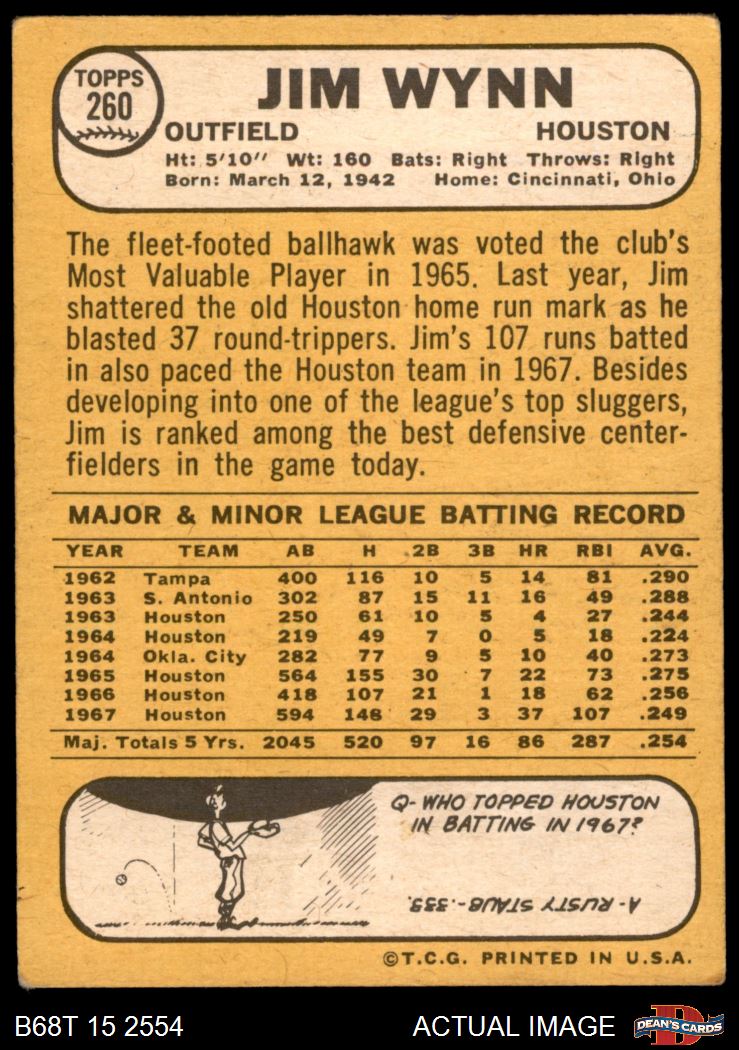 TOPPS
260
JIM WYNN
OUTFIELD HOUSTON
Ht: 5'10" Wt: 160 Bats: Right Throws: Right
Born: March 12, 1942 Home: Cincinnati, Ohio
The fleet-footed ballhawk was voted the club's
Most Valuable Player in 1965. Last year, Jim
shattered the old Houston home run mark as he
blasted 37 round-trippers. Jim's 107 runs batted
in also paced the Houston team in 1967. Besides
developing into one of the league's top sluggers,
Jim is ranked among the best defensive center-
fielders in the game today.
MAJOR & MINOR LEAGUE BATTING RECORD
YEAR TEAM AB H 2B 3B HR RBI AVG.
1962 Tampa 400 116 10 5 14 81 .290
1963 S. Antonio 302 87 15 11 16 49 .288
1963 Houston 250 61 10 5 4 27 .244
1964 Houston 219 49 7 0 5 18 .224
1964 Okla. City 282 77 9 5 10 40 .273
1965 Houston 564 155 30 7 22 73 .275
1966 Houston 418 107 21 1 18 62 .256
1967 Houston 594 148 29 3 37 107 .249
Maj. Totals 5 Yrs. 2045 520 97 16 86 287 .254
Q- WHO TOPPED HOUSTON
IN BATTING IN 1967?
A- RUSTY STAUB-.333.
©T.C.G. PRINTED IN U.S.A.
B68T 15 2554 ACTUAL IMAGE
DEAN'S CARDS